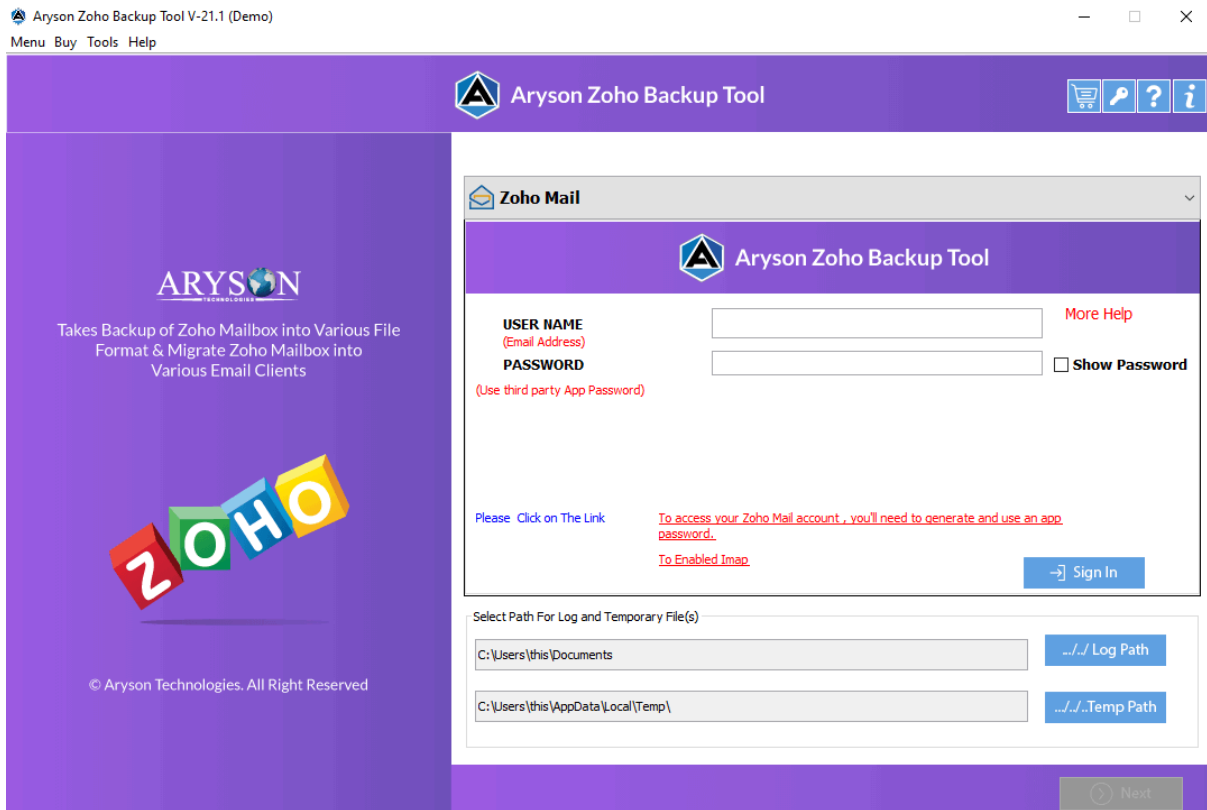 Aryson Zoho Backup Tool V-21.1 (Demo)
Menu Buy Tools Help
Aryson Zoho Backup Tool
Zoho Mail
Aryson Zoho Backup Tool
ARYSON
TECHNOLOGIES
Takes Backup of Zoho Mailbox into Various File
Format & Migrate Zoho Mailbox into
Various Email Clients
ZOHO
© Aryson Technologies. All Right Reserved
USER NAME
(Email Address)
More Help
PASSWORD
Show Password
(Use third party App Password)
Please Click on The Link
To access your Zoho Mail account , you'll need to generate and use an app
password.
To Enabled Imap
Sign In
Select Path For Log and Temporary File(s)
C:\Users\this\Documents
.../../ Log Path
C:\Users\this\AppData\Local\Temp\
.../../..Temp Path
Next